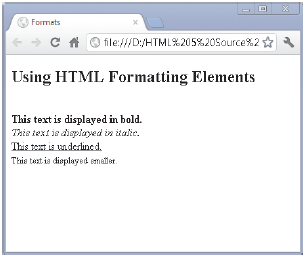 Formats
file:///D:/HTML%205%20Source%2
Using HTML Formatting Elements
This text is displayed in bold.
This text is displayed in italic.
This text is underlined.
This text is displayed smaller.